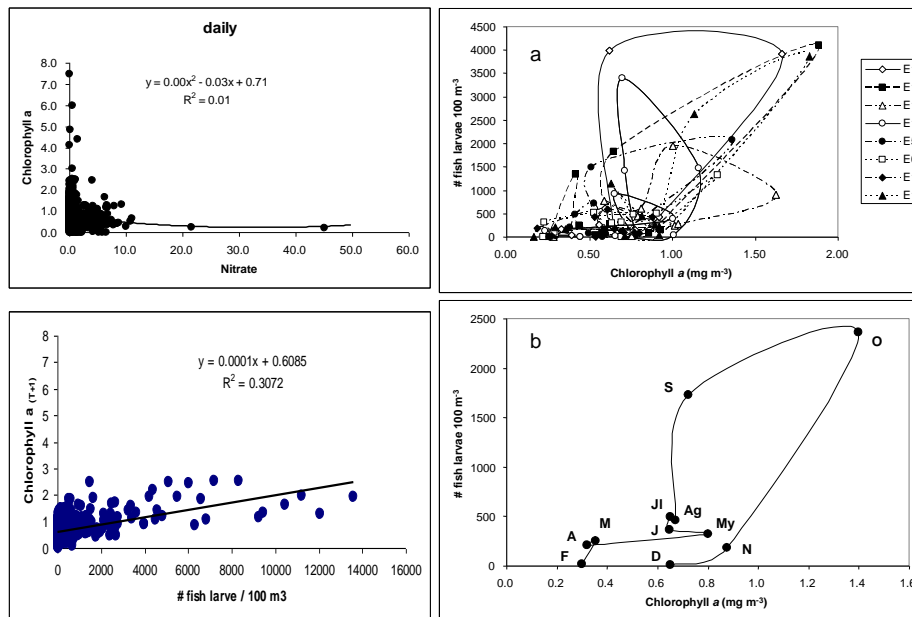 daily
y = 0.00x² - 0.03x + 0.71
R² = 0.01
Chlorophyll a
8.0
7.0
6.0
5.0
4.0
3.0
2.0
1.0
0.0
0.0 10.0 20.0 30.0 40.0 50.0
Nitrate
a
# fish larvae 100 m⁻³
4500
4000
3500
3000
2500
2000
1500
1000
500
0
0.00 0.50 1.00 1.50 2.00
Chlorophyll a (mg m⁻³)
E
E
E
E
E
E
E
y = 0.0001x + 0.6085
R² = 0.3072
Chlorophyll a (T+1)
8
7
6
5
4
3
2
1
0
0 2000 4000 6000 8000 10000 12000 14000 16000
# fish larve / 100 m3
b
# fish larvae 100 m⁻³
2500
2000
1500
1000
500
0
O
S
Jl
Ag
M
A
J
My
N
F
D
0.0 0.2 0.4 0.6 0.8 1.0 1.2 1.4 1.6
Chlorophyll a (mg m⁻³)